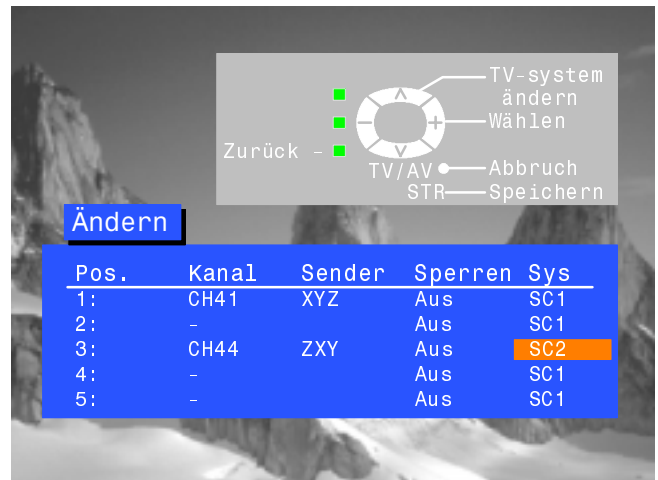 TV-system
ändern
Wählen
Zurück -
TV/AV Abbruch
STR Speichern
Ändern
Pos. Kanal Sender Sperren Sys
1: CH41 XYZ Aus SC1
2: - Aus SC1
3: CH44 ZXY Aus SC2
4: - Aus SC1
5: - Aus SC1